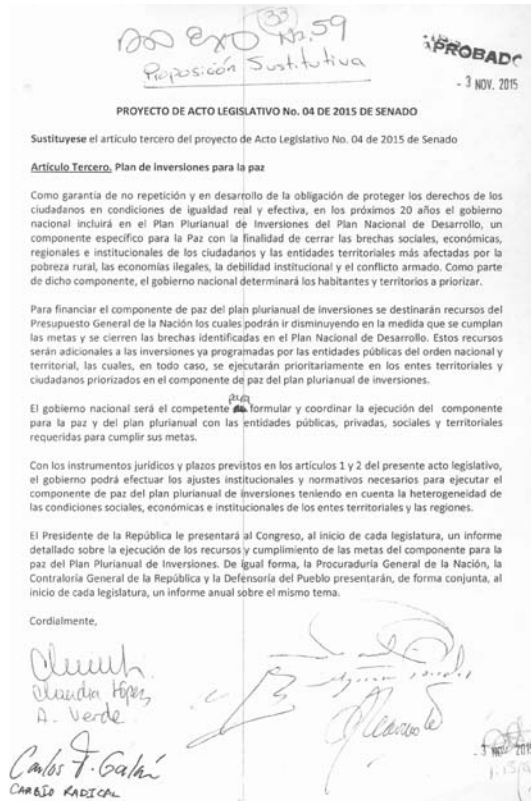 33
Anexo No. 59
Proposición Sustitutiva
APROBADO
- 3 NOV. 2015
PROYECTO DE ACTO LEGISLATIVO No. 04 DE 2015 DE SENADO
Sustituyese el artículo tercero del proyecto de Acto Legislativo No. 04 de 2015 de Senado
Artículo Tercero. Plan de inversiones para la paz
Como garantía de no repetición y en desarrollo de la obligación de proteger los derechos de los
ciudadanos en condiciones de igualdad real y efectiva, en los próximos 20 años el gobierno
nacional incluirá en el Plan Plurianual de Inversiones del Plan Nacional de Desarrollo, un
componente específico para la Paz con la finalidad de cerrar las brechas sociales, económicas,
regionales e institucionales de los ciudadanos y las entidades territoriales más afectadas por la
pobreza rural, las economías ilegales, la debilidad institucional y el conflicto armado. Como parte
de dicho componente, el gobierno nacional determinará los habitantes y territorios a priorizar.
Para financiar el componente de paz del plan plurianual de inversiones se destinarán recursos del
Presupuesto General de la Nación los cuales podrán ir disminuyendo en la medida que se cumplan
las metas y se cierren las brechas identificadas en el Plan Nacional de Desarrollo. Estos recursos
serán adicionales a las inversiones ya programadas por las entidades públicas del orden nacional y
territorial, las cuales, en todo caso, se ejecutarán prioritariamente en los entes territoriales y
ciudadanos priorizados en el componente de paz del plan plurianual de inversiones.
El gobierno nacional será el competente para formular y coordinar la ejecución del componente
para la paz y del plan plurianual con las entidades públicas, privadas, sociales y territoriales
requeridas para cumplir sus metas.
Con los instrumentos jurídicos y plazos previstos en los artículos 1 y 2 del presente acto legislativo,
el gobierno podrá efectuar los ajustes institucionales y normativos necesarios para ejecutar el
componente de paz del plan plurianual de inversiones teniendo en cuenta la heterogeneidad de
las condiciones sociales, económicas e institucionales de los entes territoriales y las regiones.
El Presidente de la República le presentará al Congreso, al inicio de cada legislatura, un informe
detallado sobre la ejecución de los recursos y cumplimiento de las metas del componente para la
paz del Plan Plurianual de Inversiones. De igual forma, la Procuraduría General de la Nación, la
Contraloría General de la República y la Defensoría del Pueblo presentarán, de forma conjunta, al
inicio de cada legislatura, un informe anual sobre el mismo tema.
Cordialmente,
Claudia López
A. Verde
Carlos F. Galán
CAMBIO RADICAL
- 3 NOV 2015